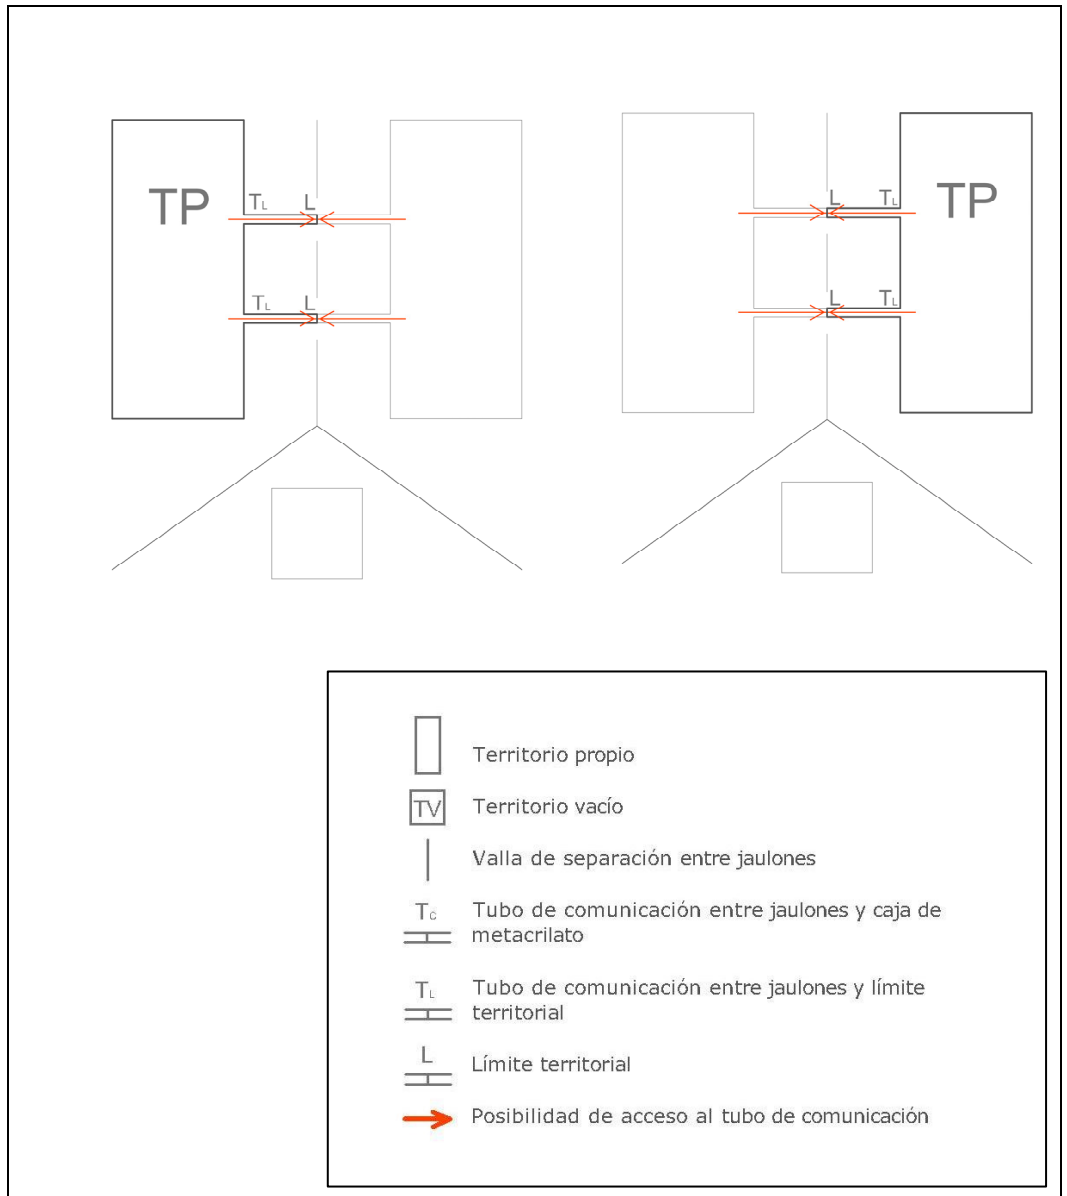 TP
TL
L
TL
L
L
TL
TP
L
TL
Territorio propio
TV
Territorio vacío
Valla de separación entre jaulones
Tc
Tubo de comunicación entre jaulones y caja de
metacrilato
TL
Tubo de comunicación entre jaulones y límite
territorial
L
Límite territorial
Posibilidad de acceso al tubo de comunicación